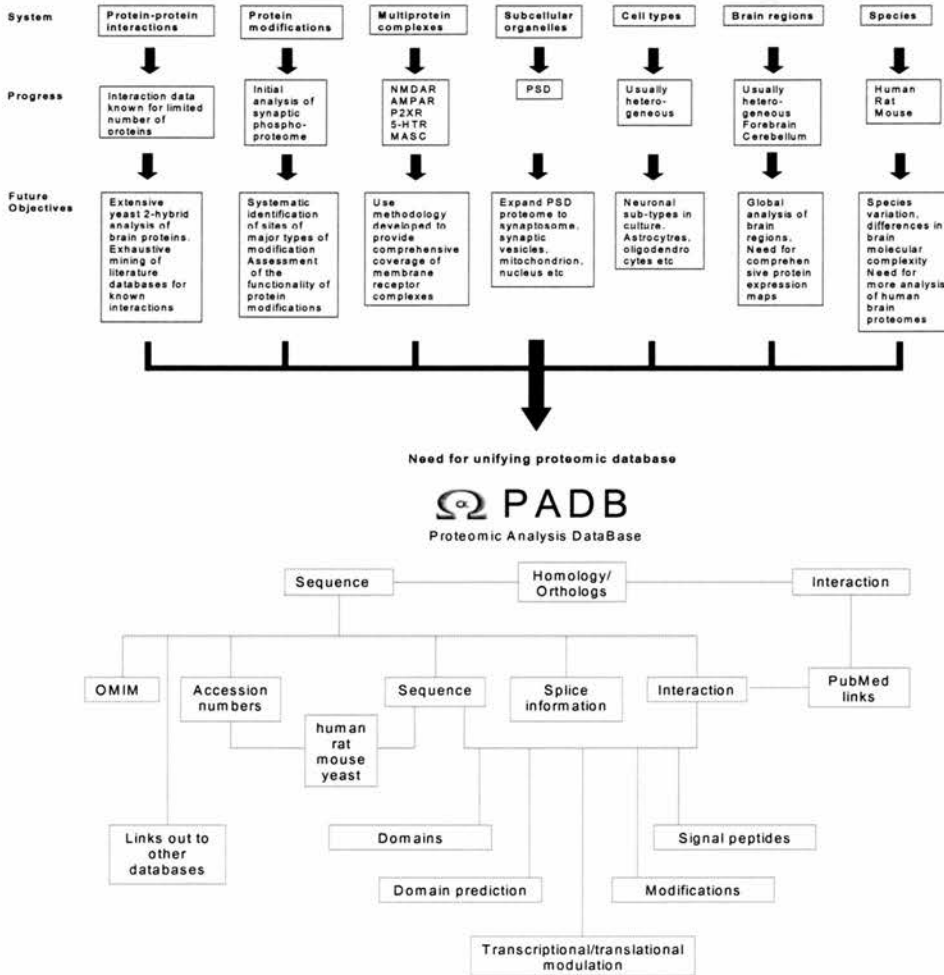 System
Protein-protein
interactions
Protein
modifications
Multiprotein
complexes
Subcellular
organelles
Cell types
Brain regions
Species
Progress
Interaction data
known for limited
number of
oroteins
Initial
analysis of
synaptic
phospho-
proteome
NMDAR
AMPAR
P2XR
5-HTR
MASC
PSD
Usually
hetero-
geneous
Usually
hetero-
geneous
Forebrain
Cerebellum
Human
Rat
Mouse
Future
Objectives
Extensive
yeast 2-hybrid
analysis of
brain proteins.
Exhaustive
mining of
literature
databases for
known
interactions
Systematic
identification
of sites of
major types of
modification
Assessment
of the
functionality of
protein
modifications
Use
methodology
developed to
provide
comprehensive
coverage of
membrane
receptor
complexes
Expand PSD
proteome to
synaptosome,
synaptic
vesicles,
mitochondrion,
nucleus etc
Neuronal
sub-types in
culture.
Astrocytres,
oligodendro
cytes etc
Global
analysis of
brain
regions.
Need for
comprehen
sive protein
expression
maps
Species
variation,
differences in
brain
molecular
complexity
Need for
more analysis
of human
brain
proteomes
Need for unifying proteomic database
Ω α PADB
Proteomic Analysis DataBase
Sequence
Homology/
Orthologs
Interaction
OMIM
Accession
numbers
Sequence
Splice
information
Interaction
PubMed
links
human
rat
mouse
yeast
Links out to
other
databases
Domains
Signal peptides
Domain prediction
Modifications
Transcriptional/translational
modulation